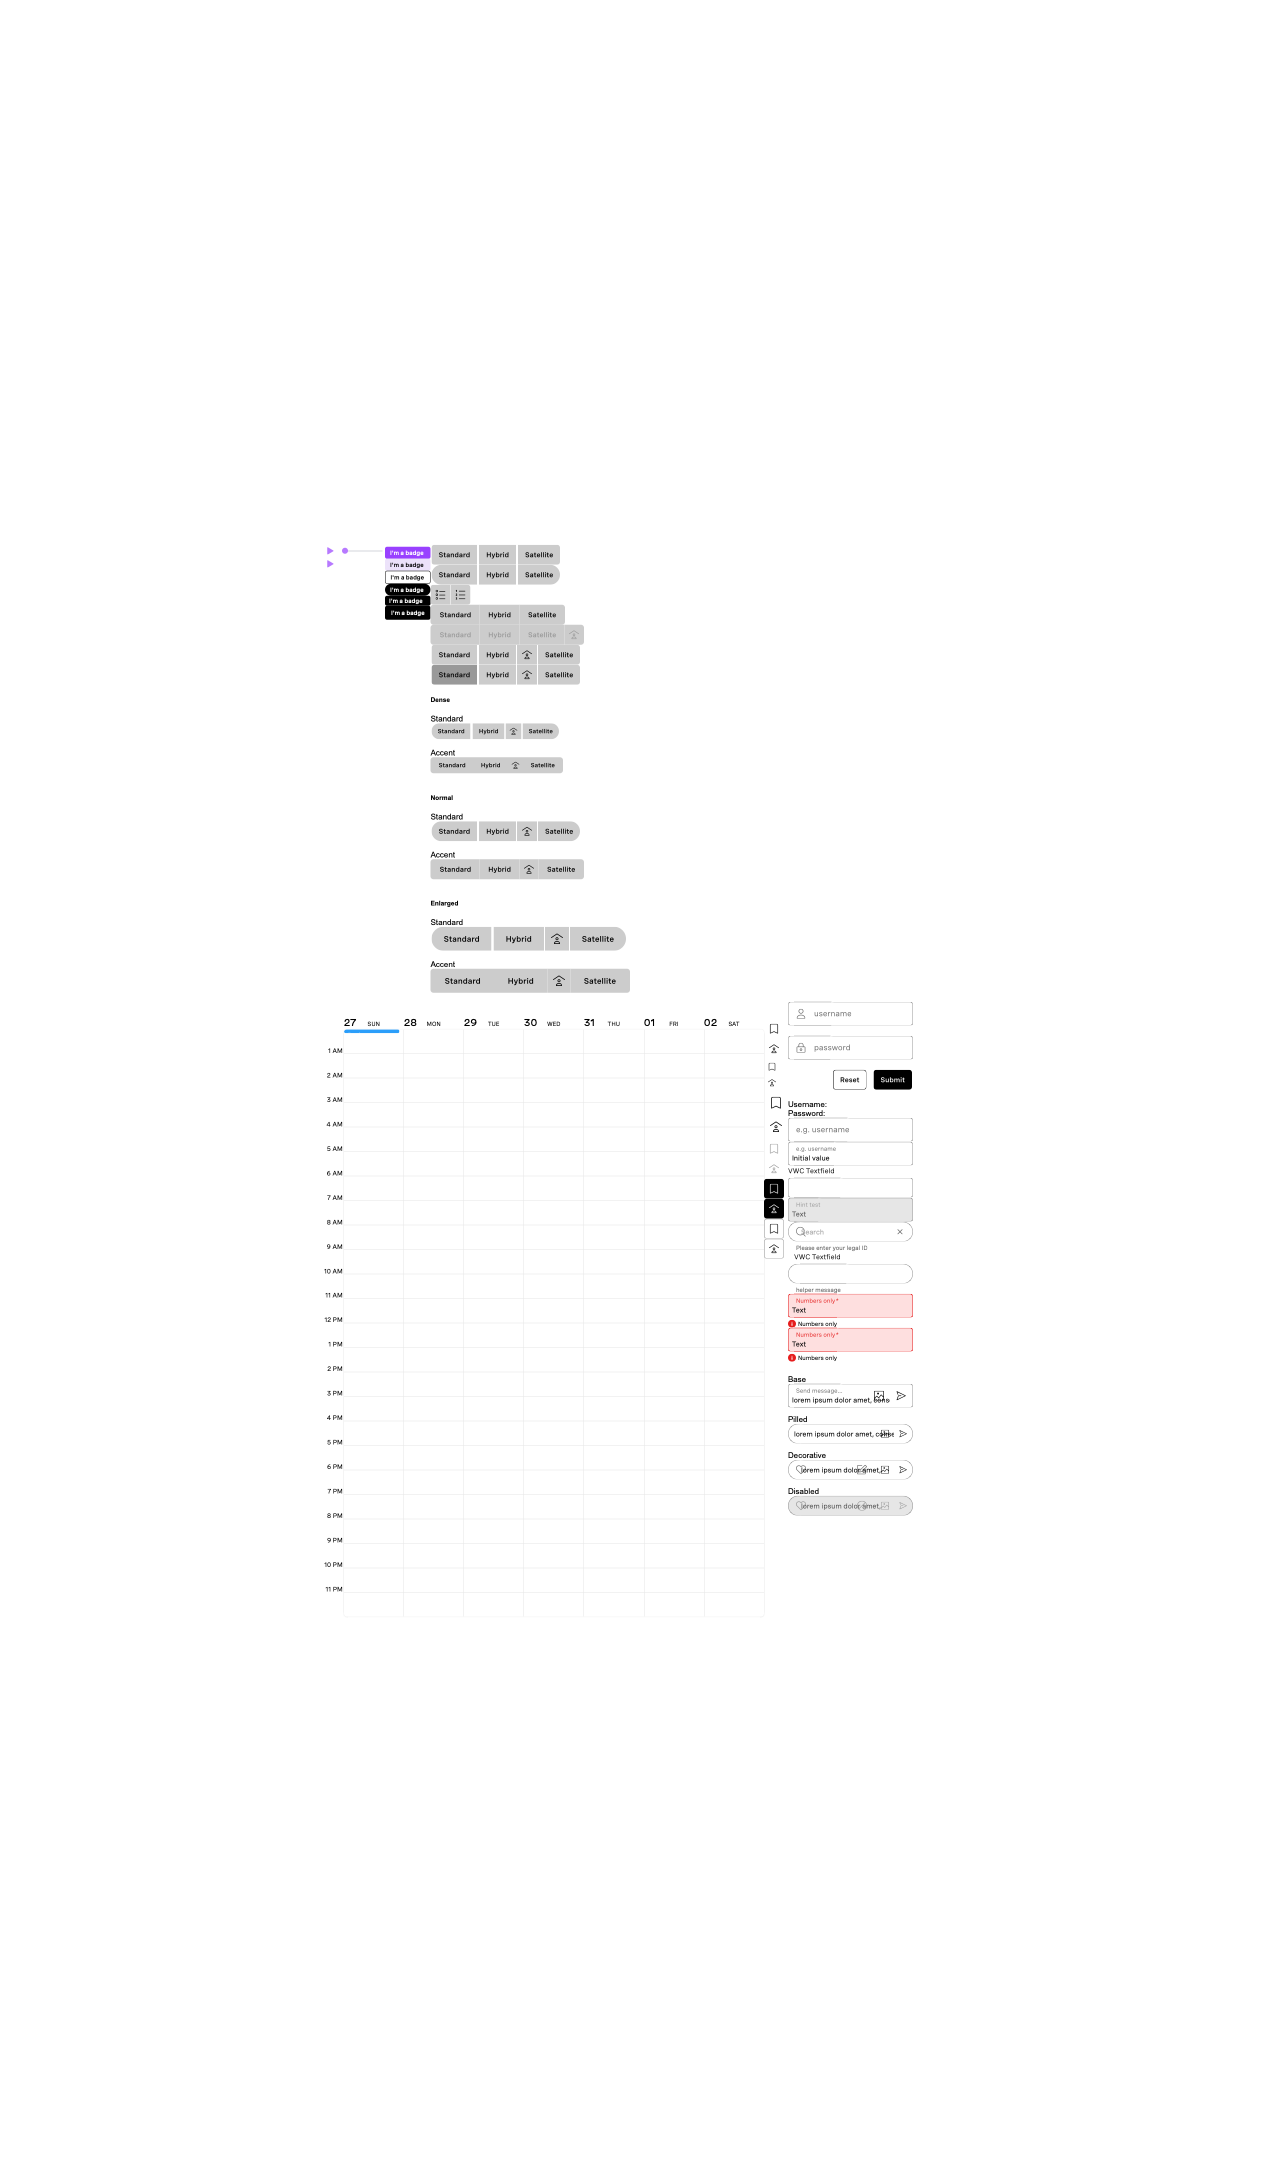 I'm a badge
I'm a badge
I'm a badge
I'm a badge
I'm a badge
I'm a badge
Standard Hybrid Satellite
Standard Hybrid Satellite
Standard Hybrid Satellite
Standard Hybrid Satellite
Standard Hybrid Satellite
Standard Hybrid Satellite
Dense
Standard
Standard Hybrid Satellite
Accent
Standard Hybrid Satellite
Normal
Standard
Standard Hybrid Satellite
Accent
Standard Hybrid Satellite
Enlarged
Standard
Standard Hybrid Satellite
Accent
Standard Hybrid Satellite
27 SUN 28 MON 29 TUE 30 WED 31 THU 01 FRI 02 SAT
1 AM
2 AM
3 AM
4 AM
5 AM
6 AM
7 AM
8 AM
9 AM
10 AM
11 AM
12 PM
1 PM
2 PM
3 PM
4 PM
5 PM
6 PM
7 PM
8 PM
9 PM
10 PM
11 PM
username
password
Reset Submit
Username:
Password:
e.g. username
e.g. username
Initial value
VWC Textfield
Hint text
Text
Search
Please enter your legal ID
VWC Textfield
helper message
Numbers only*
Text
Numbers only
Numbers only*
Text
Numbers only
Base
Send message...
lorem ipsum dolor amet, cons
Pilled
lorem ipsum dolor amet, conse
Decorative
lorem ipsum dolor amet,
Disabled
lorem ipsum dolor amet,